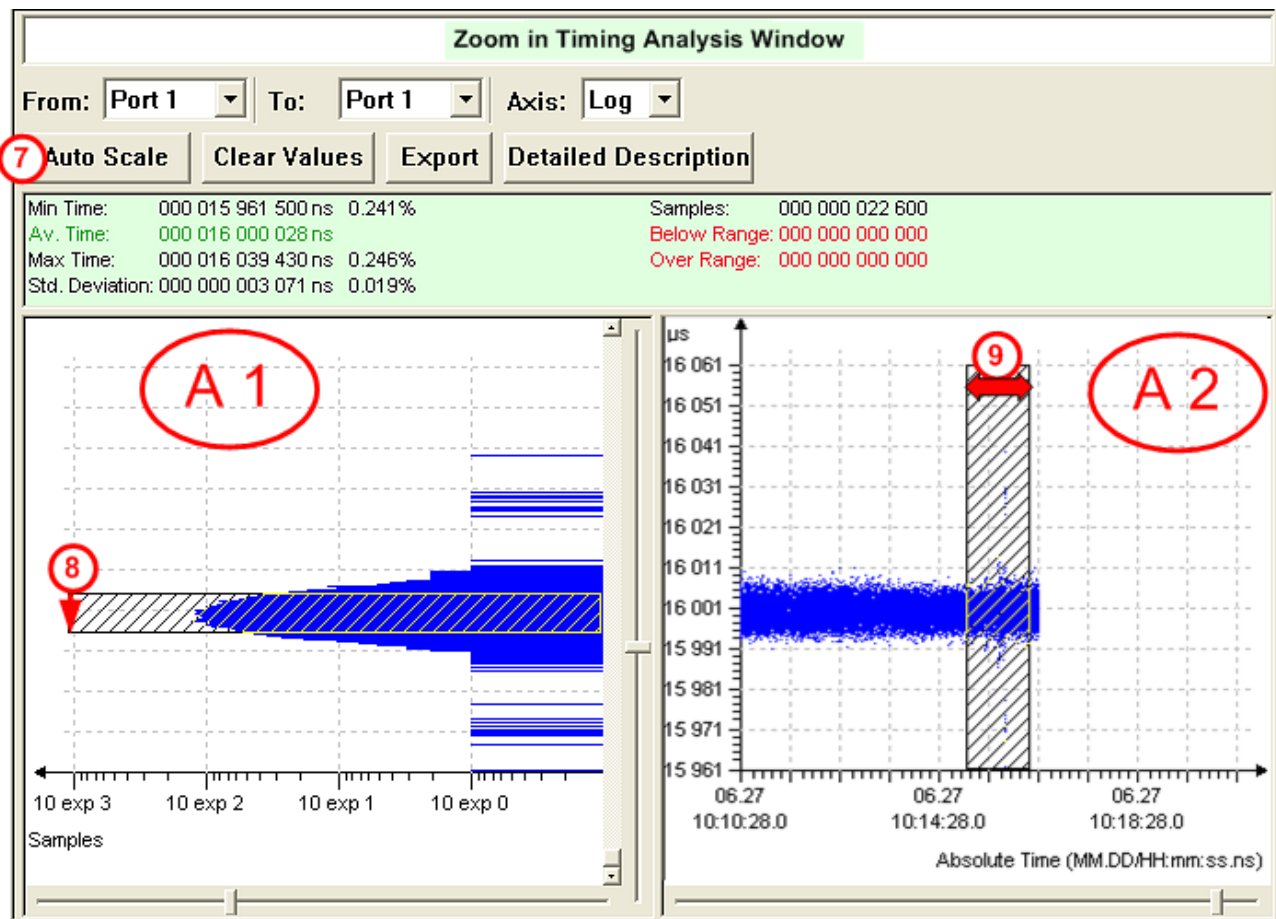 Zoom in Timing Analysis Window
From: Port 1 To: Port 1 Axis: Log
7 Auto Scale Clear Values Export Detailed Description
Min Time: 000 015 961 500 ns 0.241% Samples: 000 000 022 600
Av. Time: 000 016 000 028 ns Below Range: 000 000 000 000
Max Time: 000 016 039 430 ns 0.246% Over Range: 000 000 000 000
Std. Deviation: 000 000 003 071 ns 0.019%
A 1
8
10 exp 3 10 exp 2 10 exp 1 10 exp 0
Samples
µs
9
A 2
16 061
16 051
16 041
16 031
16 021
16 011
16 001
15 991
15 981
15 971
15 961
06.27 06.27 06.27
10:10:28.0 10:14:28.0 10:18:28.0
Absolute Time (MM.DD/HH:mm:ss.ns)